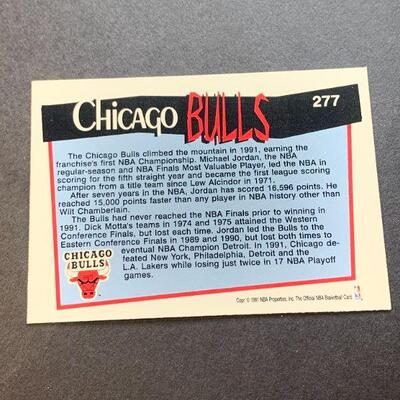 Chicago BULLS 277
The Chicago Bulls climbed the mountain in 1991, earning the
franchise's first NBA Championship. Michael Jordan, the NBA
regular-season and NBA Finals Most Valuable Player, led the NBA in
scoring for the fifth straight year and became the first league scoring
champion from a title team since Lew Alcindor in 1971.
After seven years in the NBA, Jordan has scored 16,596 points. He
reached 15,000 points faster than any player in NBA history other than
Wilt Chamberlain.
The Bulls had never reached the NBA Finals prior to winning in
1991. Dick Motta's teams in 1974 and 1975 attained the Western
Conference Finals, but lost each time. Jordan led the Bulls to the
Eastern Conference Finals in 1989 and 1990, but lost both times to
eventual NBA Champion Detroit. In 1991, Chicago de-
feated New York, Philadelphia, Detroit and the
L.A. Lakers while losing just twice in 17 NBA Playoff
games.
CHICAGO
BULLS
Copr. © 1991 NBA Properties, Inc. The Official NBA Basketball Card